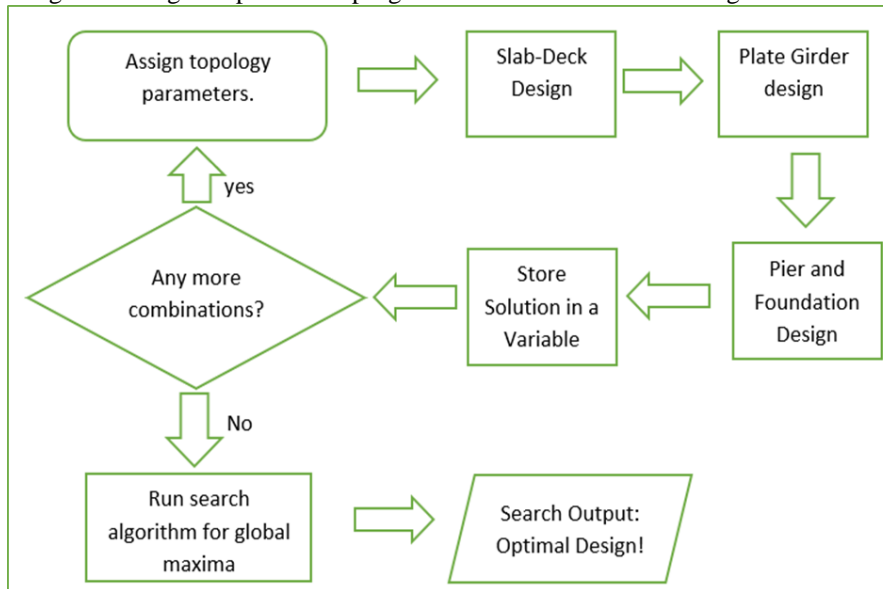 Assign topology
parameters.
Slab-Deck
Design
Plate Girder
design
yes
Any more
combinations?
Store
Solution in a
Variable
Pier and
Foundation
Design
No
Run search
algorithm for global
maxima
Search Output:
Optimal Design!